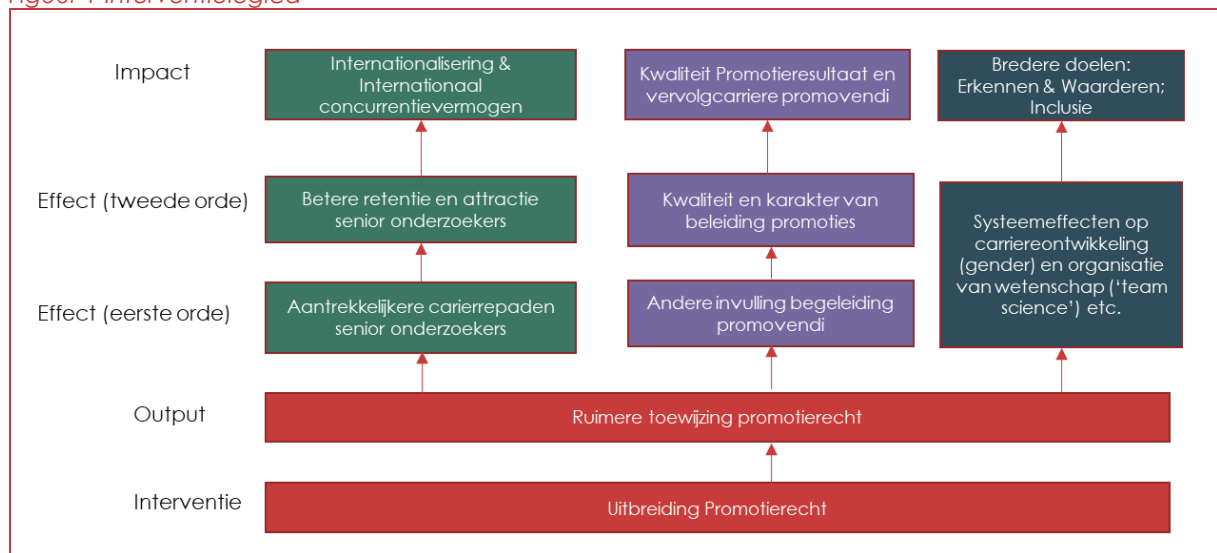 Impact
Internationalisering &
Internationaal
concurrentievermogen
Kwaliteit Promotieresultaat en
vervolgcarriere promovendi
Bredere doelen:
Erkennen & Waarderen;
Inclusie
Effect (tweede orde)
Betere retentie en attractie
senior onderzoekers
Kwaliteit en karakter van
beleiding promoties
Systeemeffecten op
carriereontwikkeling
(gender) en organisatie
van wetenschap ('team
science') etc.
Effect (eerste orde)
Aantrekkelijkere carierrepaden
senior onderzoekers
Andere invulling begeleiding
promovendi
Output
Ruimere toewijzing promotierecht
Interventie
Uitbreiding Promotierecht